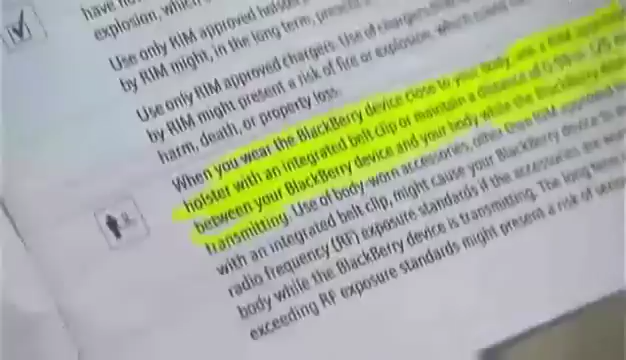 have no
explosion, which
Use only RIM approved holst
by RIM might, in the long term, present
Use only RIM approved chargers. Use of chargers
by RIM might present a risk of fire or explosion, which could
harm, death, or property loss.
When you wear the BlackBerry device close to your body, use a RIM
holster with an integrated belt clip or maintain a distance of
between your BlackBerry device and your body while the BlackBerry
transmitting. Use of body-worn accessories, other than RIM approved
with an integrated belt clip, might cause your BlackBerry device to
radio frequency (RF) exposure standards if the accessories are
body while the BlackBerry device is transmitting. The long term
exceeding RF exposure standards might present a risk of